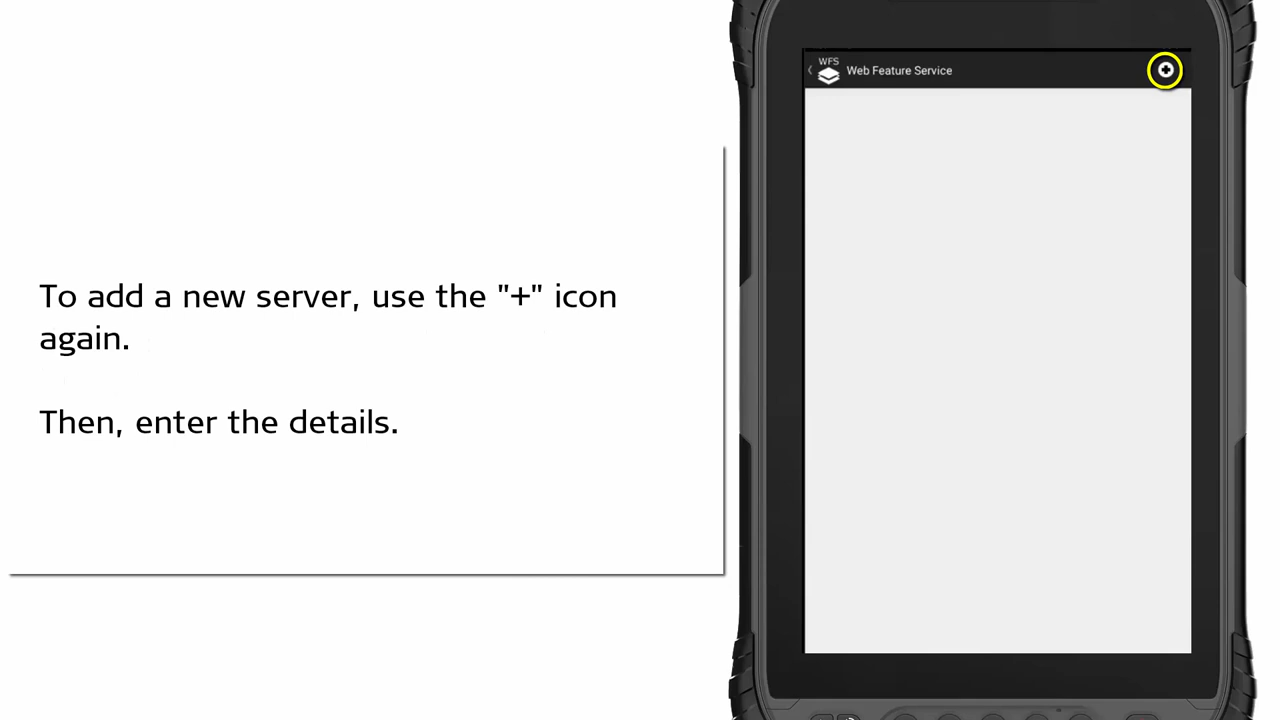 To add a new server, use the "+" icon
again.
Then, enter the details.
WFS
Web Feature Service